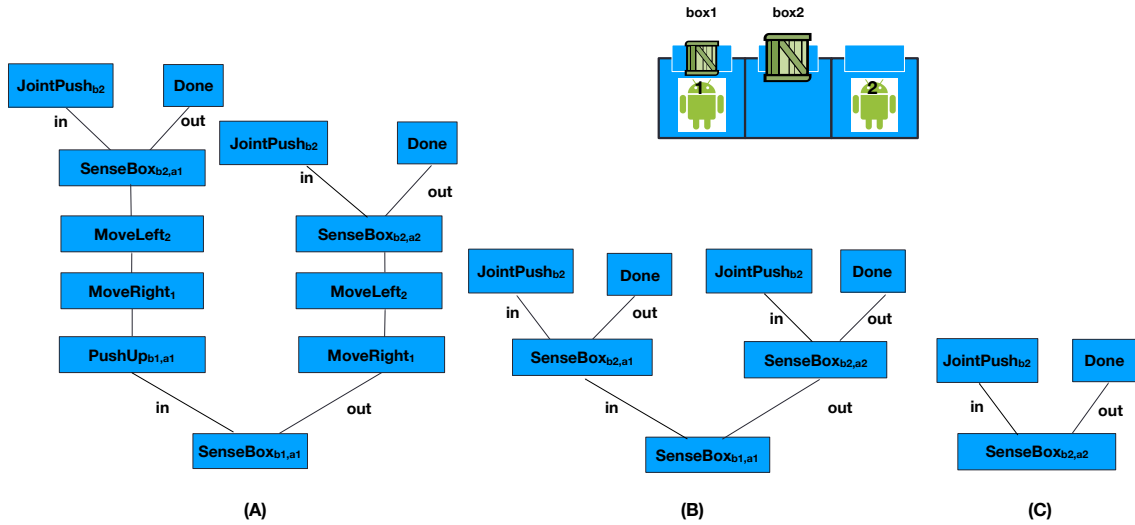 box1
box2
1
2
JointPushb2
Done
in
out
SenseBoxb2,a1
MoveLeft2
MoveRight1
PushUpb1,a1
in
JointPushb2
Done
in
out
SenseBoxb2,a2
MoveLeft2
MoveRight1
out
SenseBoxb1,a1
(A)
JointPushb2
Done
in
out
SenseBoxb2,a1
in
JointPushb2
Done
in
out
SenseBoxb2,a2
out
SenseBoxb1,a1
(B)
JointPushb2
Done
in
out
SenseBoxb2,a2
(C)